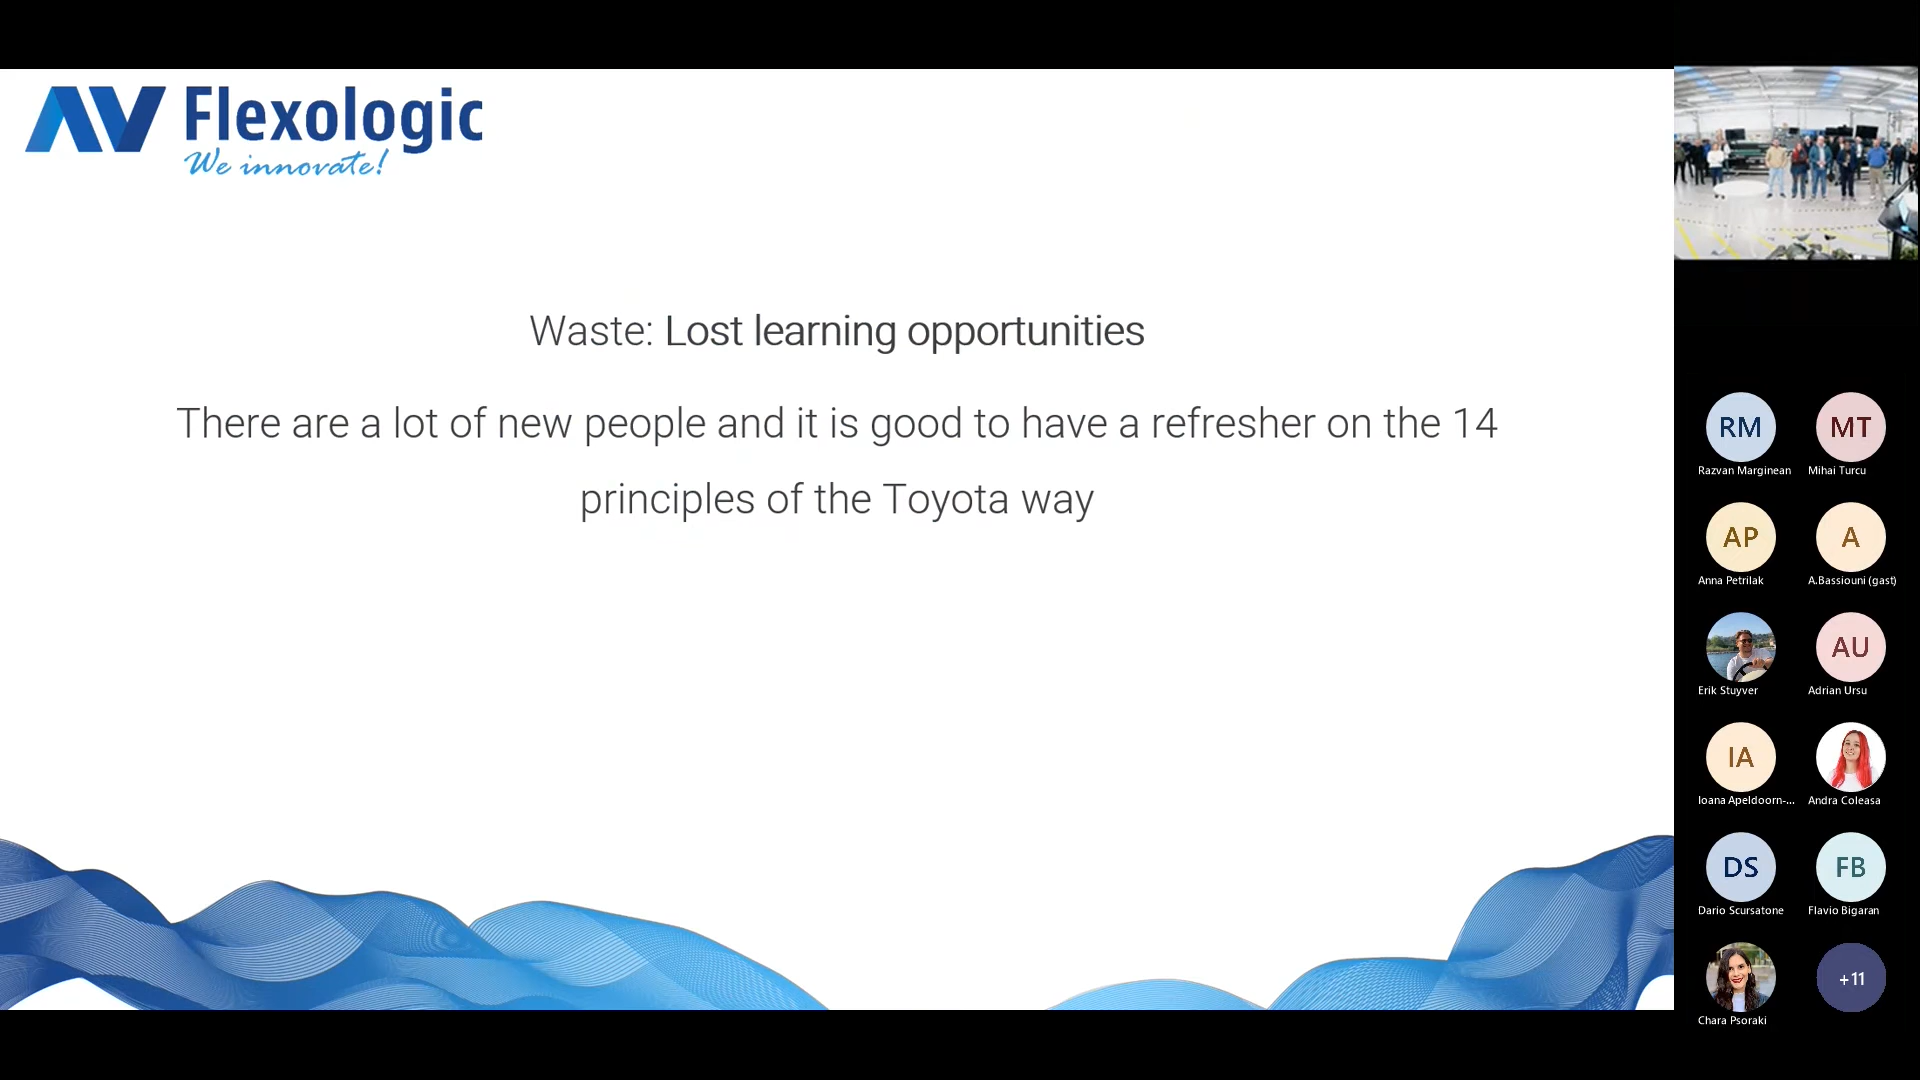 AV Flexologic
We innovate!
Waste: Lost learning opportunities
There are a lot of new people and it is good to have a refresher on the 14
principles of the Toyota way
RM
MT
Razvan Marginean
Mihai Turcu
AP
A
Anna Petrilak
A.Bassiouni (gast)
AU
Erik Stuyver
Adrian Ursu
IA
Ioana Apeldoorn-...
Andra Coleasa
DS
FB
Dario Scursatone
Flavio Bigaran
+11
Chara Psoraki